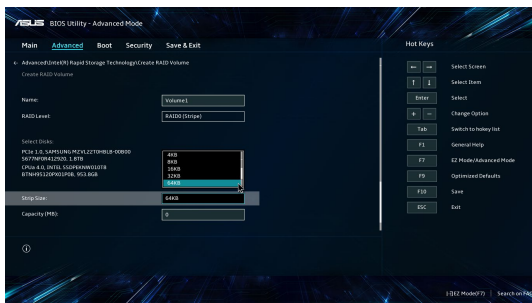 ASUS BIOS Utility - Advanced Mode
Main Advanced Boot Security Save & Exit
Hot Keys
← Advanced\Intel(R) Rapid Storage Technology\Create RAID Volume
Create RAID Volume
Name: Volume1
RAID Level: RAID0 (Stripe)
Select Disks:
PCIe 1.0, SAMSUNG MZVL22T0HBLB-00B00
S677NF0R412920, 1.8TB
CPUa 4.0, INTEL SSDPEKNW010T8
BTNH95120PX01P0B, 953.8GB
4KB
8KB
16KB
32KB
64KB
Strip Size: 64KB
Capacity (MB): 0
← → Select Screen
↑ ↓ Select Item
Enter Select
+ − Change Option
Tab Switch to hokey list
F1 General Help
F7 EZ Mode/Advanced Mode
F9 Optimized Defaults
F10 Save
ESC Exit
EZ Mode(F7) | Search on